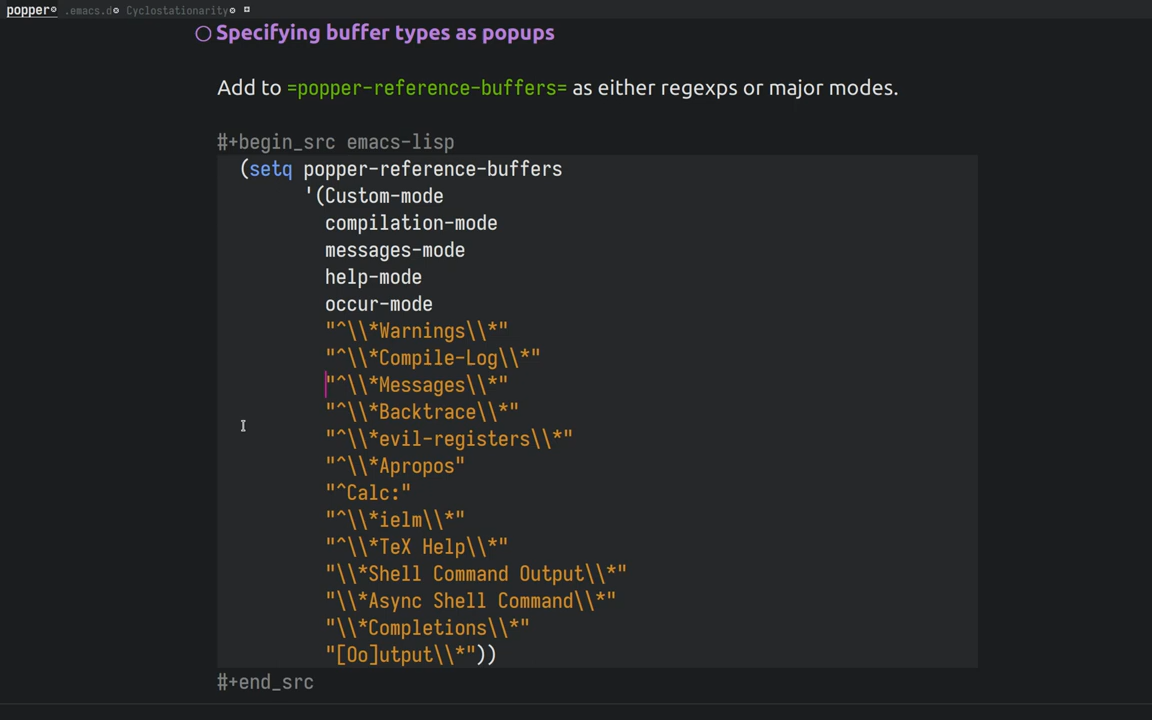 popper .emacs.d Cyclostationarity
Specifying buffer types as popups
Add to =popper-reference-buffers= as either regexps or major modes.
#+begin_src emacs-lisp
(setq popper-reference-buffers
'(Custom-mode
compilation-mode
messages-mode
help-mode
occur-mode
"^\\*Warnings\\*"
"^\\*Compile-Log\\*"
"^\\*Messages\\*"
"^\\*Backtrace\\*"
"^\\*evil-registers\\*"
"^\\*Apropos"
"^Calc:"
"^\\*ielm\\*"
"^\\*TeX Help\\*"
"\\*Shell Command Output\\*"
"\\*Async Shell Command\\*"
"\\*Completions\\*"
"[Oo]utput\\*"))
#+end_src